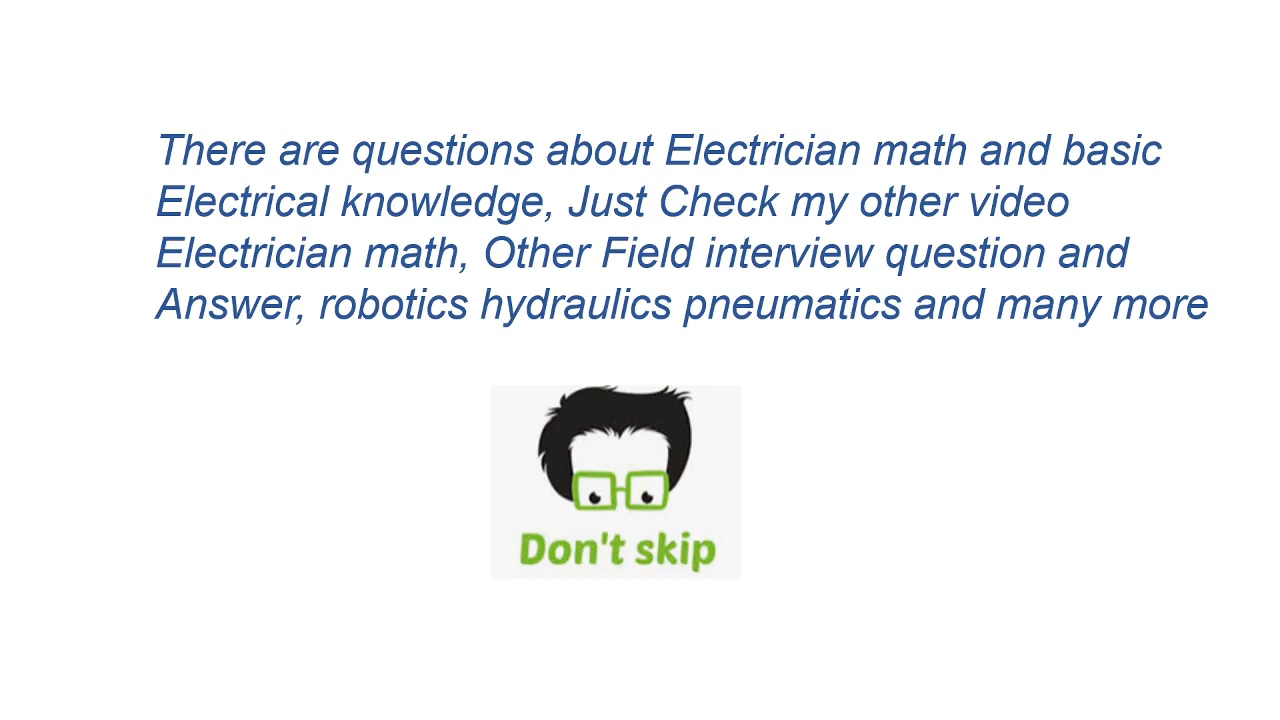 There are questions about Electrician math and basic
Electrical knowledge, Just Check my other video
Electrician math, Other Field interview question and
Answer, robotics hydraulics pneumatics and many more
Don't skip